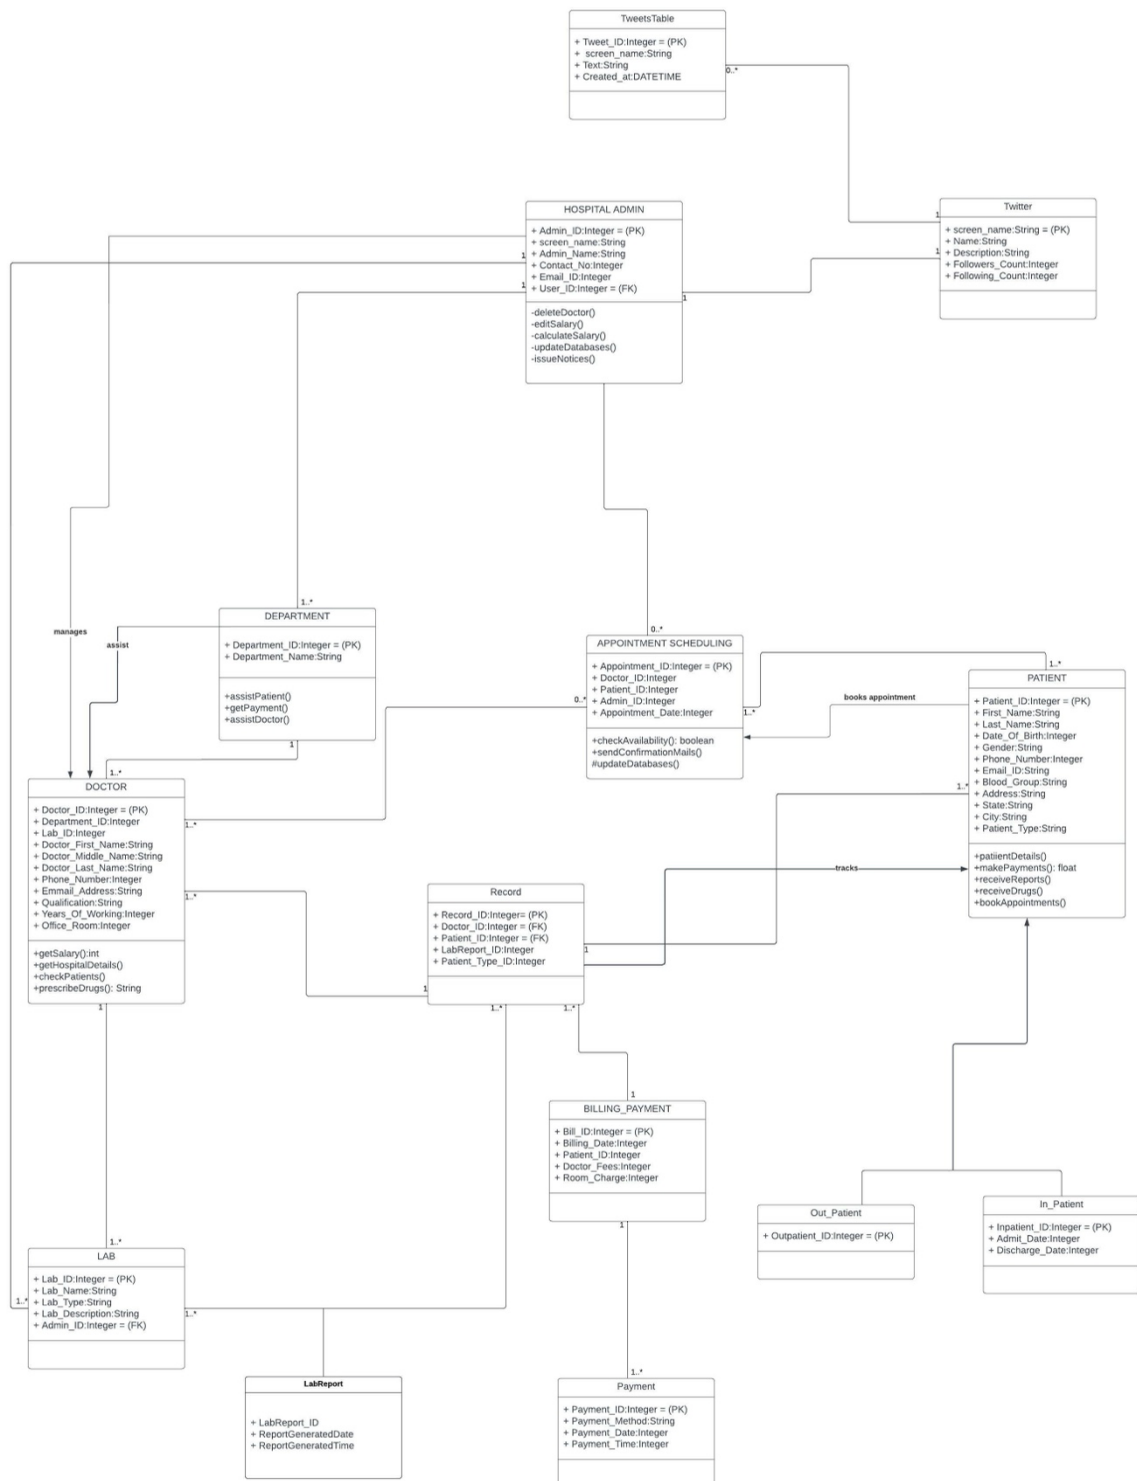 TweetsTable
+ Tweet_ID:Integer = (PK)
+ screen_name:String
+ Text:String
+ Created_at:DATETIME
0..*
HOSPITAL ADMIN
+ Admin_ID:Integer = (PK)
+ screen_name:String
+ Admin_Name:String
+ Contact_No:Integer
+ Email_ID:Integer
+ User_ID:Integer = (FK)
-deleteDoctor()
-editSalary()
-calculateSalary()
-updateDatabases()
-issueNotices()
1
1
1
Twitter
+ screen_name:String = (PK)
+ Name:String
+ Description:String
+ Followers_Count:Integer
+ Following_Count:Integer
1
1
manages
assist
1..*
DEPARTMENT
+ Department_ID:Integer = (PK)
+ Department_Name:String
+assistPatient()
+getPayment()
+assistDoctor()
1
0..*
APPOINTMENT SCHEDULING
+ Appointment_ID:Integer = (PK)
+ Doctor_ID:Integer
+ Patient_ID:Integer
+ Admin_ID:Integer
+ Appointment_Date:Integer
+checkAvailability(): boolean
+sendConfirmationMails()
#updateDatabases()
0..*
1..*
books appointment
1..*
PATIENT
+ Patient_ID:Integer = (PK)
+ First_Name:String
+ Last_Name:String
+ Date_Of_Birth:Integer
+ Gender:String
+ Phone_Number:Integer
+ Email_ID:String
+ Blood_Group:String
+ Address:String
+ State:String
+ City:String
+ Patient_Type:String
+patiientDetails()
+makePayments(): float
+receiveReports()
+receiveDrugs()
+bookAppointments()
1..*
tracks
1..*
DOCTOR
+ Doctor_ID:Integer = (PK)
+ Department_ID:Integer
+ Lab_ID:Integer
+ Doctor_First_Name:String
+ Doctor_Middle_Name:String
+ Doctor_Last_Name:String
+ Phone_Number:Integer
+ Emmail_Address:String
+ Qualification:String
+ Years_Of_Working:Integer
+ Office_Room:Integer
+getSalary():int
+getHospitalDetails()
+checkPatients()
+prescribeDrugs(): String
1..*
1..*
1
Record
+ Record_ID:Integer= (PK)
+ Doctor_ID:Integer = (FK)
+ Patient_ID:Integer = (FK)
+ LabReport_ID:Integer
+ Patient_Type_ID:Integer
1
1
1..*
1..*
1
BILLING_PAYMENT
+ Bill_ID:Integer = (PK)
+ Billing_Date:Integer
+ Patient_ID:Integer
+ Doctor_Fees:Integer
+ Room_Charge:Integer
1
Out_Patient
+ Outpatient_ID:Integer = (PK)
In_Patient
+ Inpatient_ID:Integer = (PK)
+ Admit_Date:Integer
+ Discharge_Date:Integer
1..*
LAB
+ Lab_ID:Integer = (PK)
+ Lab_Name:String
+ Lab_Type:String
+ Lab_Description:String
+ Admin_ID:Integer = (FK)
1..*
1..*
LabReport
+ LabReport_ID
+ ReportGeneratedDate
+ ReportGeneratedTime
1..*
Payment
+ Payment_ID:Integer = (PK)
+ Payment_Method:String
+ Payment_Date:Integer
+ Payment_Time:Integer